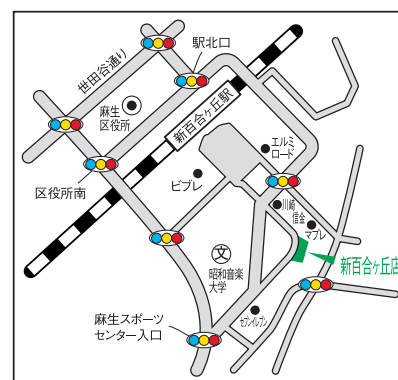 世田谷通り
駅北口
麻生
区役所
新百合ヶ丘駅
エルミ
ロード
区役所南
ビブレ
川崎
信金
マプレ
文
昭和音楽
大学
新百合ヶ丘店
セブンイレブン
麻生スポーツ
センター入口